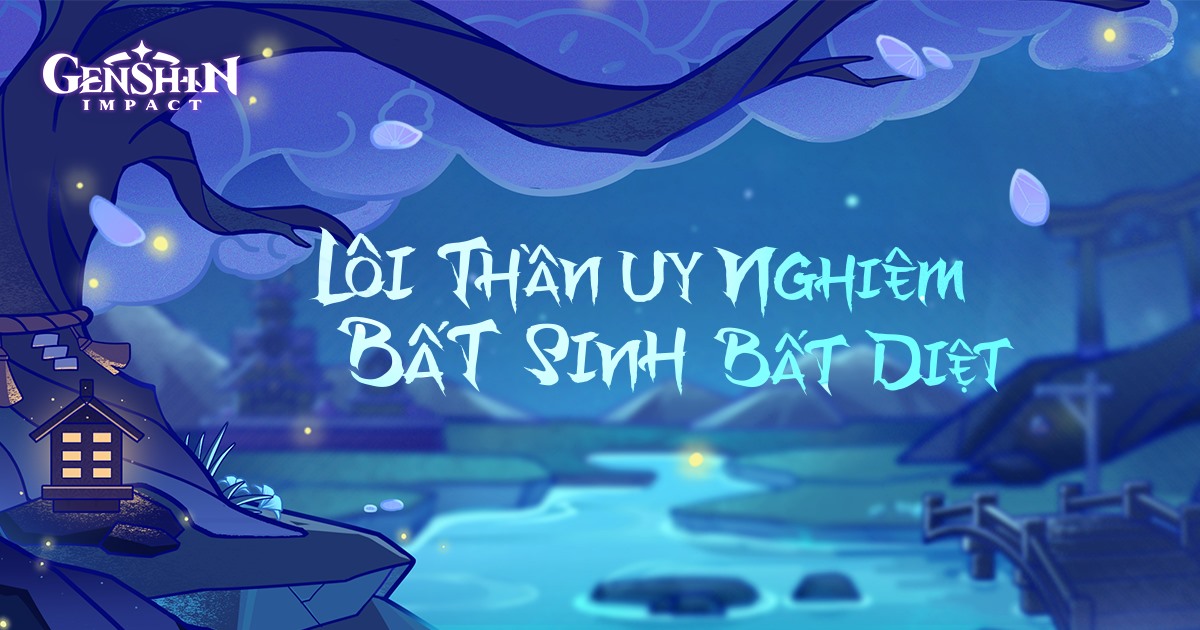 GENSHIN
IMPACT
LÔI THẦN UY NGHIÊM
BẤT SINH BẤT DIỆT